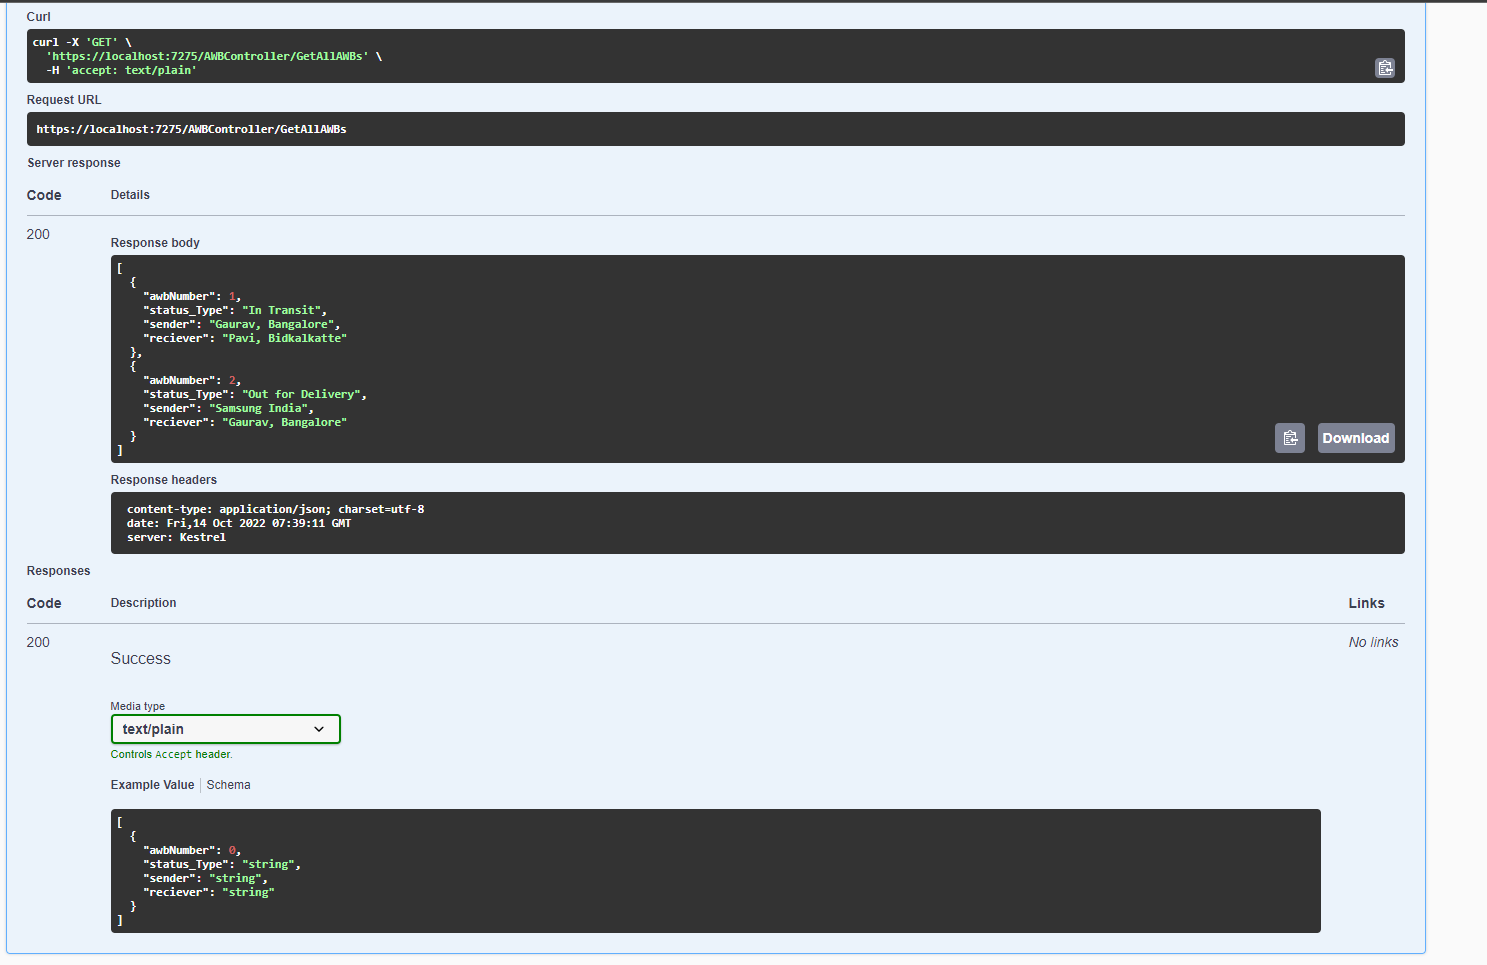 Curl
curl -X 'GET' \
  'https://localhost:7275/AWBController/GetAllAWBs' \
  -H 'accept: text/plain'
Request URL
https://localhost:7275/AWBController/GetAllAWBs
Server response
Code Details
200
Response body
[
  {
    "awbNumber": 1,
    "status_Type": "In Transit",
    "sender": "Gaurav, Bangalore",
    "reciever": "Pavi, Bidkalkatte"
  },
  {
    "awbNumber": 2,
    "status_Type": "Out for Delivery",
    "sender": "Samsung India",
    "reciever": "Gaurav, Bangalore"
  }
]
Download
Response headers
content-type: application/json; charset=utf-8
date: Fri,14 Oct 2022 07:39:11 GMT
server: Kestrel
Responses
Code Description Links
200 No links
Success
Media type
text/plain
Controls Accept header.
Example Value Schema
[
  {
    "awbNumber": 0,
    "status_Type": "string",
    "sender": "string",
    "reciever": "string"
  }
]